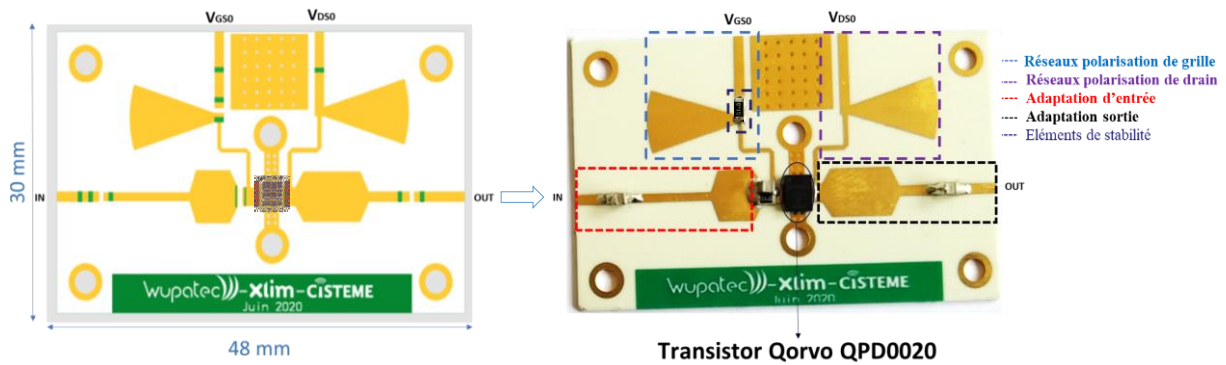 VGS0
VDS0
30 mm
IN
OUT
Wupatec)))-Xlim-CiSTEME
Juin 2020
48 mm
VGS0
VDS0
IN
OUT
Wupatec)))-Xlim-CiSTEME
Juin 2020
Transistor Qorvo QPD0020
Réseaux polarisation de grille
Réseaux polarisation de drain
Adaptation d'entrée
Adaptation sortie
Eléments de stabilité